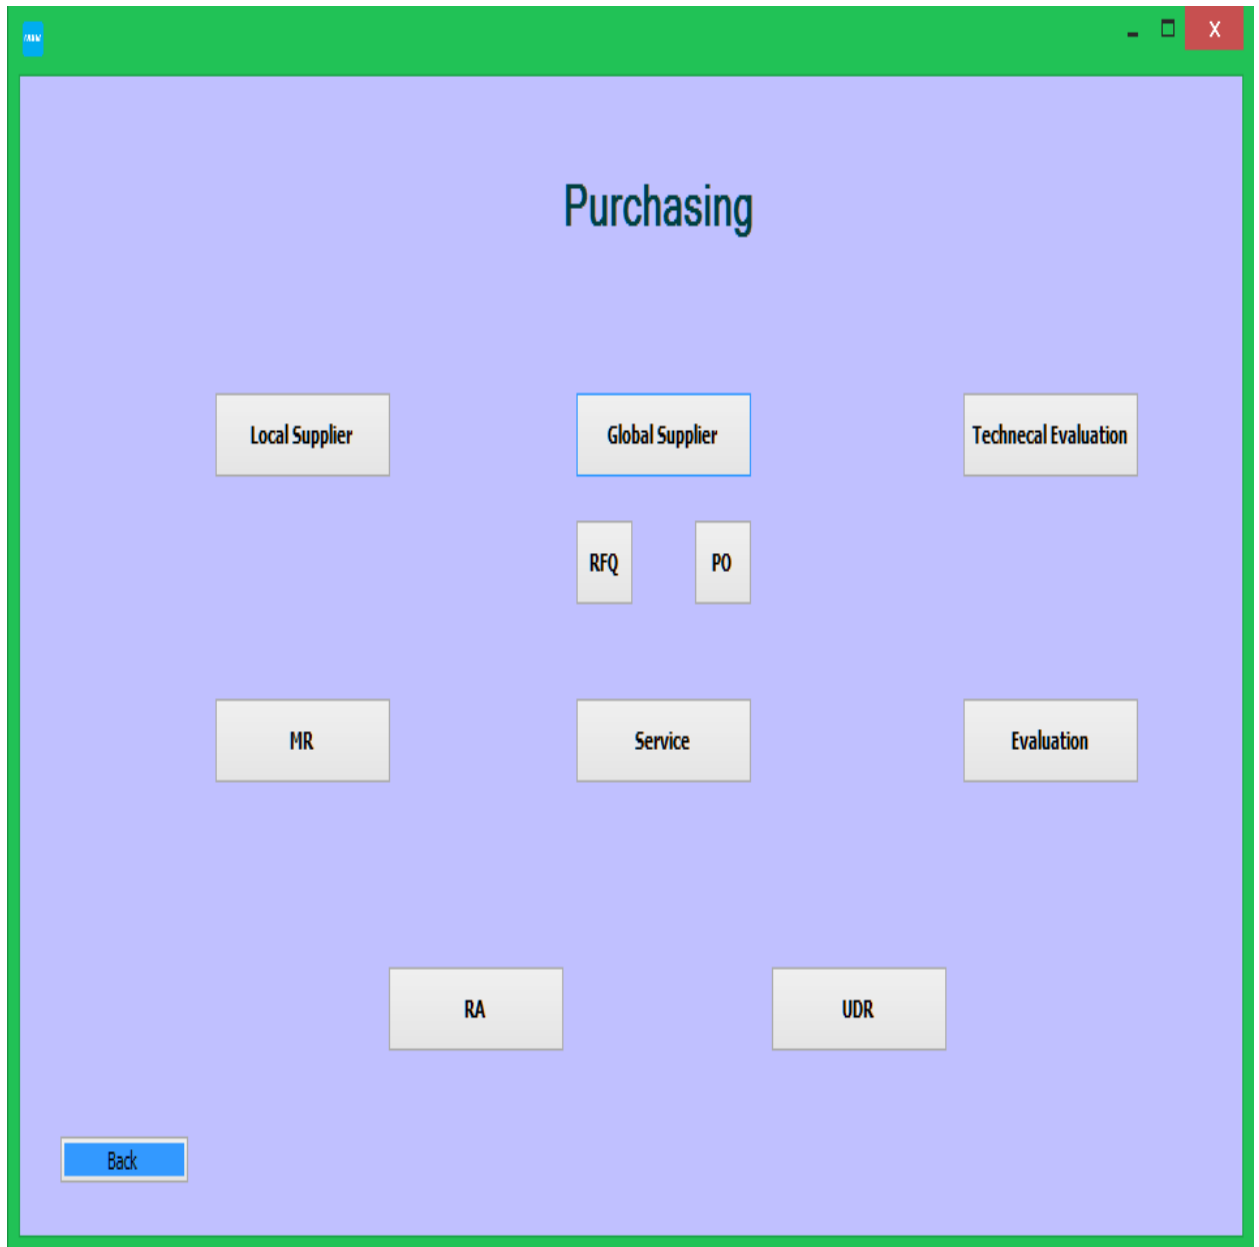 X
Purchasing
Local Supplier
Global Supplier
Technecal Evaluation
RFQ
PO
MR
Service
Evaluation
RA
UDR
Back